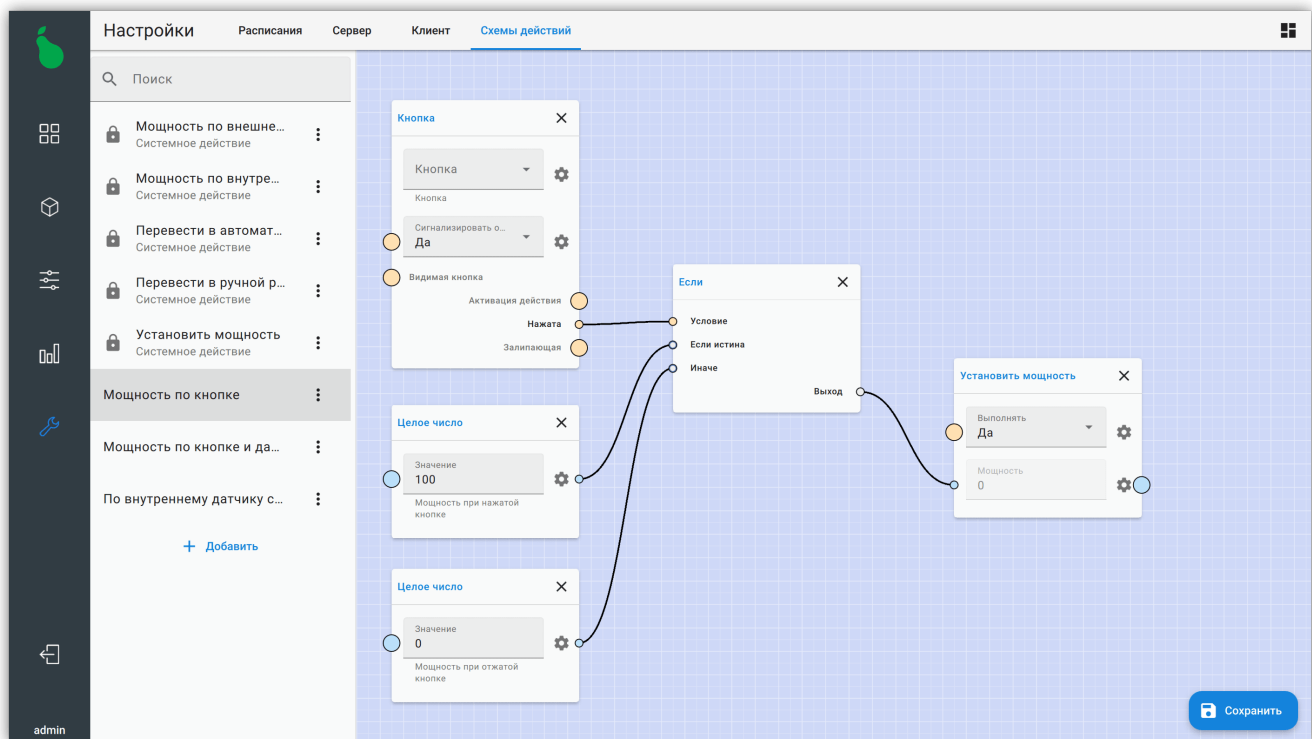 Настройки
Расписания
Сервер
Клиент
Схемы действий
Поиск
Мощность по внешне...
Системное действие
Мощность по внутре...
Системное действие
Перевести в автомат...
Системное действие
Перевести в ручной р...
Системное действие
Установить мощность
Системное действие
Мощность по кнопке
Мощность по кнопке и да...
По внутреннему датчику с...
Добавить
admin
Кнопка
Кнопка
Кнопка
Сигнализировать о...
Да
Видимая кнопка
Активация действия
Нажата
Залипающая
Целое число
Значение
100
Мощность при нажатой
кнопке
Целое число
Значение
0
Мощность при отжатой
кнопке
Если
Условие
Если истина
Иначе
Выход
Установить мощность
Выполнять
Да
Мощность
0
Сохранить